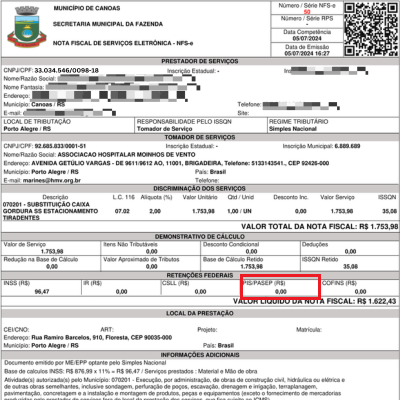 MUNICÍPIO DE CANOAS
SECRETARIA MUNICIPAL DA FAZENDA
NOTA FISCAL DE SERVIÇOS ELETRÔNICA - NFS-e
Número / Série NFS-e
50
Número / Série RPS
-
Data Competência
05/07/2024
Data de Emissão
05/07/2024 16:27
PRESTADOR DE SERVIÇO
CNPJ/CPF: 33.034.546/0098-18 Inscrição Estadual: - Inscrição
Nome/Razão Social:
Nome Fantasia:
Endereço:
Município: Canoas / RS Telefone:
E-mail: Site:
LOCAL DE TRIBUTAÇÃO RESPONSABILIDADE PELO ISSQN REGIME TRIBUTÁRIO
Porto Alegre / RS Tomador de Serviço Simples Nacional
TOMADOR DE SERVIÇO
CNPJ/CPF: 92.685.833/0001-51 Inscrição Estadual: - Inscrição Municipal: 6.889.689
Nome/Razão Social: ASSOCIACAO HOSPITALAR MOINHOS DE VENTO
Endereço: AVENIDA GETÚLIO VARGAS - DE 9611/9612 AO, 11001, BRIGADEIRA, Telefone: 5133143541, CEP 92426-000
Município: Porto Alegre / RS País: Brasil
E-mail: marines@hmv.org.br
DISCRIMINAÇÃO DOS SERVIÇOS
Descrição L.C. 116 Alíquota (%) Valor Unitário Qtd / Unid Desconto Inc. Valor Serviço ISSQN
070201 - SUBSTITUIÇÃO CAIXA
GORDURA SS ESTACIONAMENTO 07.02 2,00 1.753,98 1,00 / UN 0,00 1.753,98 35,08
TIRADENTES
VALOR TOTAL DA NOTA FISCAL: R$ 1.753,98
DEMONSTRATIVO DE CÁLCULO
Valor de Serviço Itens Não Tributáveis Desconto Condicional Deduções
1.753,98 0,00 0,00 0,00
Redução na Base de Cálculo Valor Aproximado de Tributos Base de Cálculo Retido ISSQN Retido
0,00 0,00 1.753,98 35,08
RETENÇÕES FEDERAIS
INSS (R$) IR (R$) CSLL (R$) PIS/PASEP (R$) COFINS (R$)
96,47 0,00 0,00 0,00 0,00
VALOR LÍQUIDO DA NOTA FISCAL: R$ 1.622,43
LOCAL DA PRESTAÇÃO
CEI/CNO: ART: Projeto: Matrícula:
Endereço: Rua Ramiro Barcelos, 910, Floresta, CEP 90035-000
Município: Porto Alegre / RS País: Brasil
INFORMAÇÕES ADICIONAIS
Documento emitido por ME/EPP optante pelo Simples Nacional
Base de calculos INSS: R$ 876,99 x 11% = R$ 96,47 / Serviços prestados : Material e Mão de obra
Atividade(s) autorizada(s) pelo Município: 070201 - Execução, por administração, de obras de construção civil, hidráulica ou elétrica e
de outras obras semelhantes, inclusive sondagem, perfuração de poços, escavação, drenagem e irrigação, terraplanagem,
pavimentação, concretagem e a instalação e montagem de produtos, peças e equipamentos (exceto o fornecimento de mercadorias